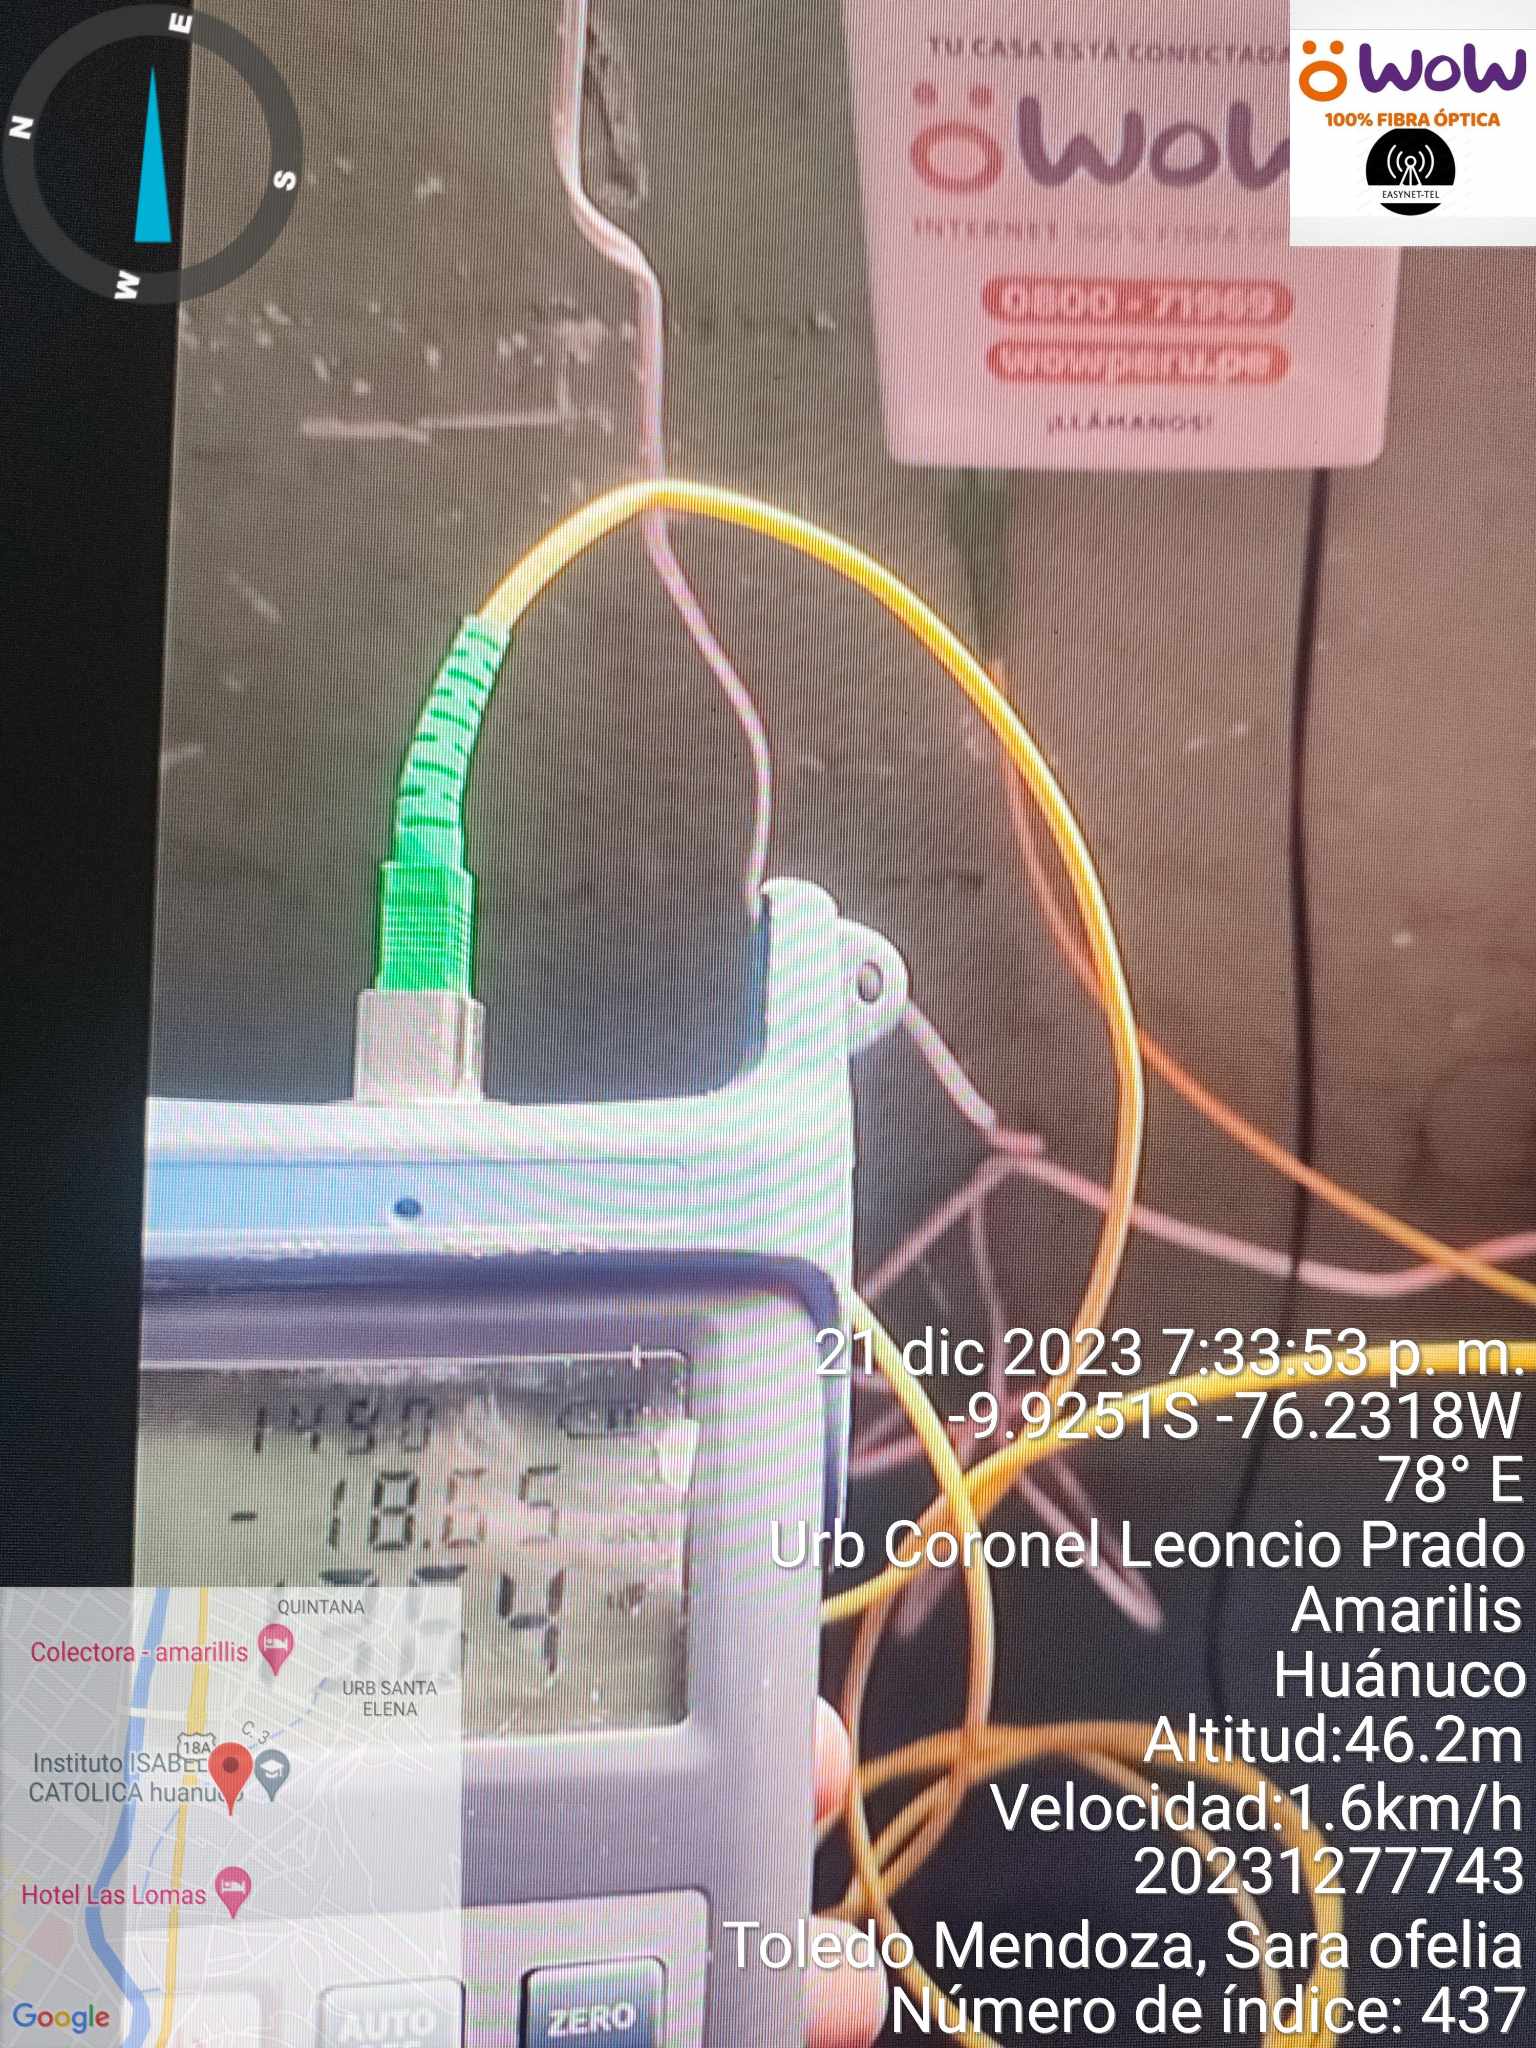 E
N
S
W
TU CASA ESTÁ CONECTADA
WOW
INTERNET 100% FIBRA
0800-71969
wowperu.pe
¡LLÁMANOS!
WOW
100% FIBRA ÓPTICA
EASYNET-TEL
1490
-18.65
21 dic 2023 7:33:53 p. m.
-9.9251S -76.2318W
78° E
Urb Coronel Leoncio Prado
Amarilis
Huánuco
Altitud:46.2m
Velocidad:1.6km/h
20231277743
Toledo Mendoza, Sara ofelia
Número de índice: 437
QUINTANA
Colectora - amarillis
URB SANTA
ELENA
C. 3
18A
Instituto ISABEL
CATOLICA huanuco
Hotel Las Lomas
Google
AUTO
ZERO